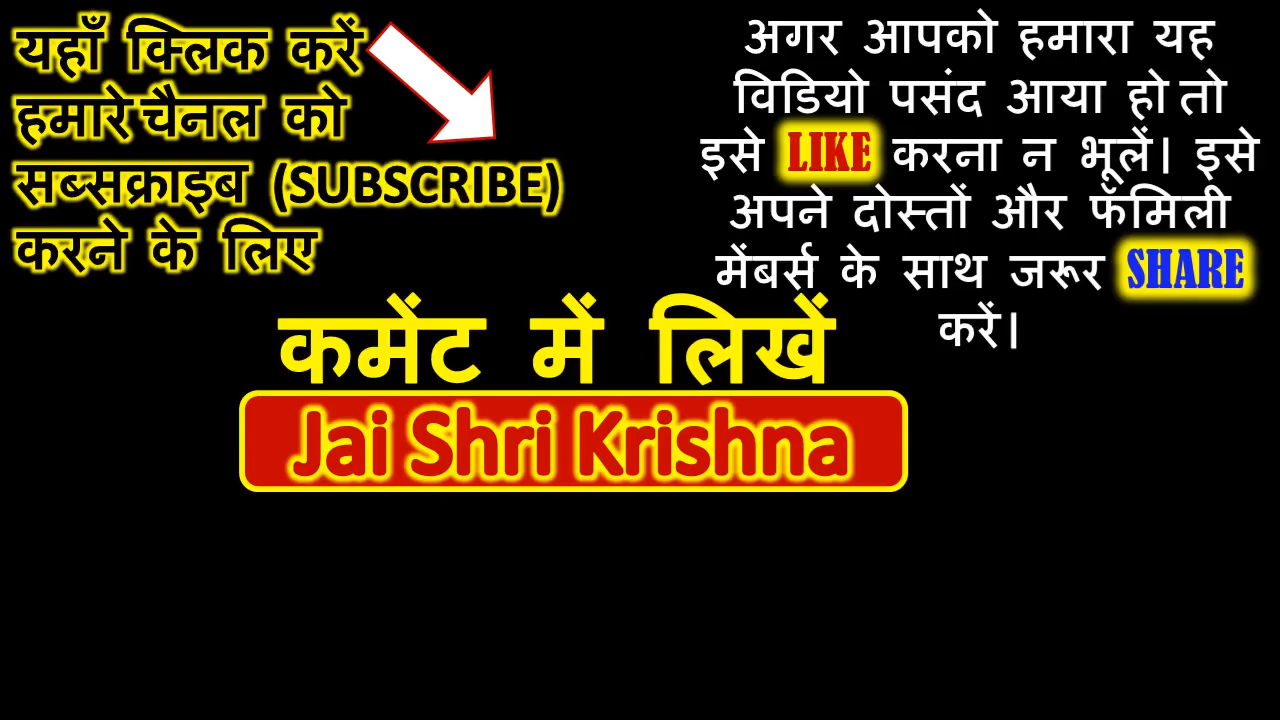 यहाँ क्लिक करें
हमारे चैनल को
सब्सक्राइब (SUBSCRIBE)
करने के लिए
अगर आपको हमारा यह
विडियो पसंद आया हो तो
इसे LIKE करना न भूलें। इसे
अपने दोस्तों और फॅमिली
मेंबर्स के साथ जरूर SHARE
करें।
कमेंट में लिखें
Jai Shri Krishna